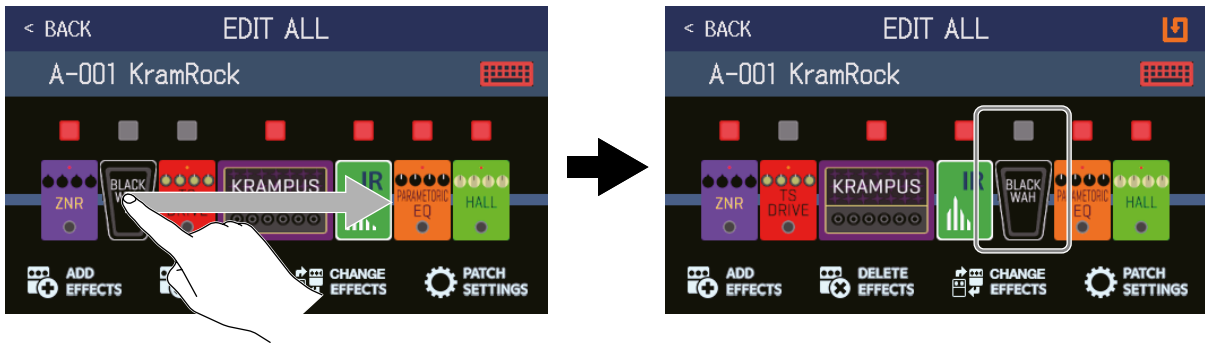 < BACK EDIT ALL
A-001 KramRock
ZNR
BLACK
DRIVE
KRAMPUS
IR
PARAMETORIC
EQ
HALL
ADD
EFFECTS
CHANGE
EFFECTS
PATCH
SETTINGS
< BACK EDIT ALL
A-001 KramRock
ZNR
TS
DRIVE
KRAMPUS
IR
BLACK
WAH
PARAMETORIC
EQ
HALL
ADD
EFFECTS
DELETE
EFFECTS
CHANGE
EFFECTS
PATCH
SETTINGS